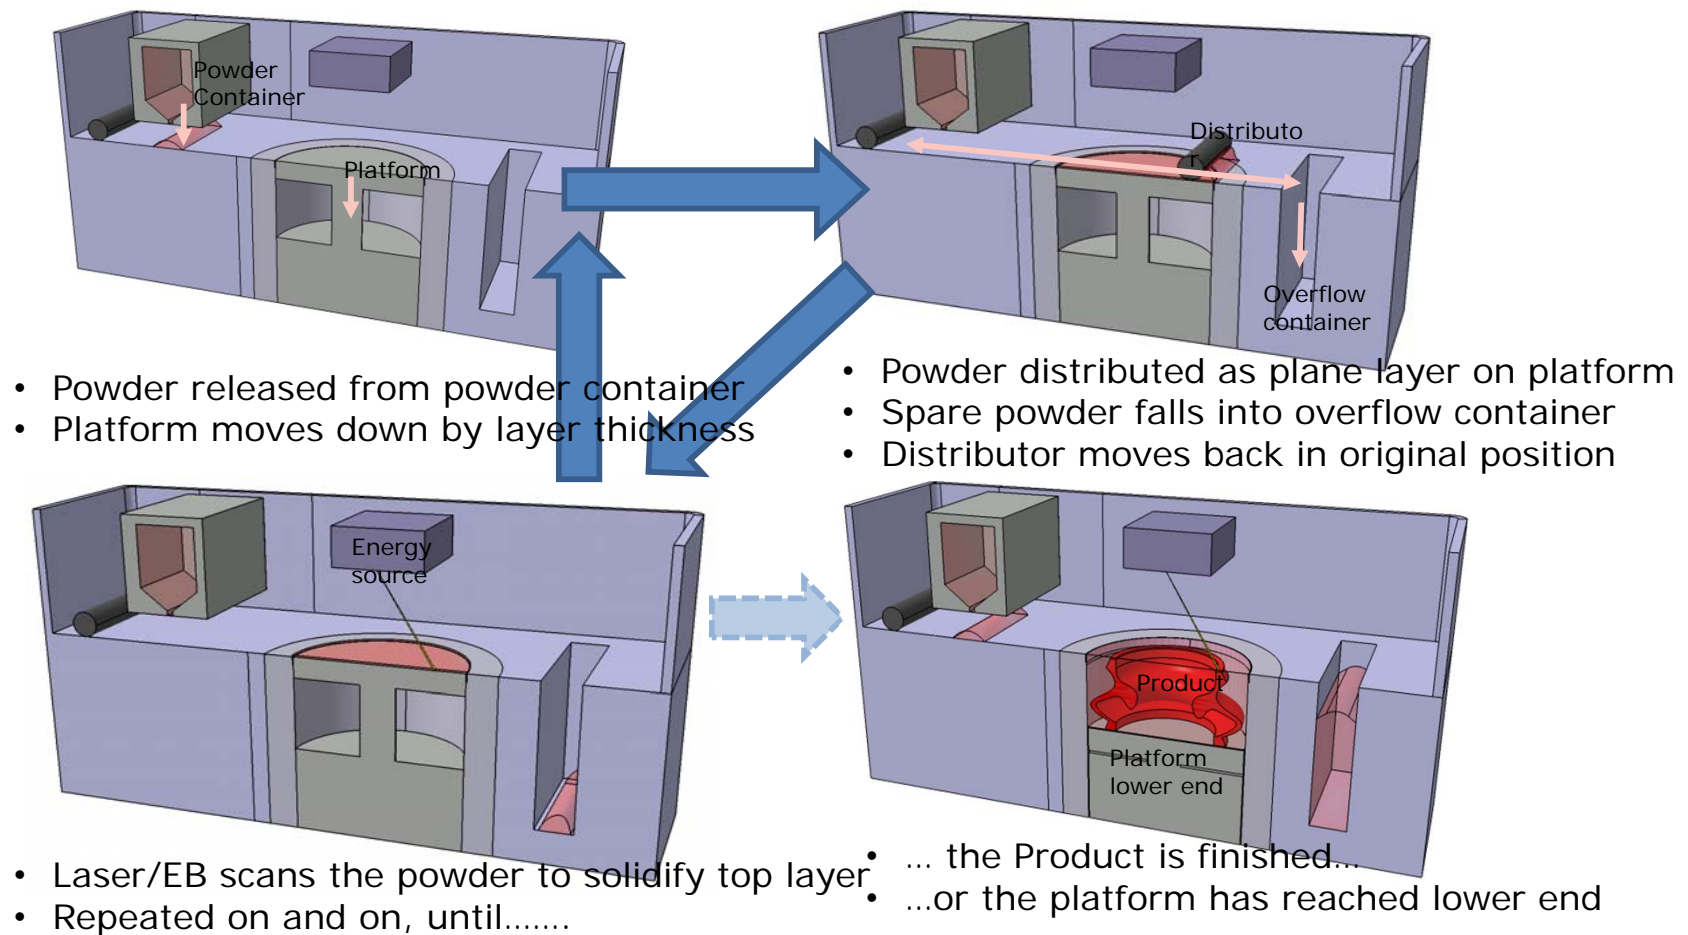 Powder
Container
Platform
• Powder released from powder container
• Platform moves down by layer thickness
Distributo
r
Overflow
container
• Powder distributed as plane layer on platform
• Spare powder falls into overflow container
• Distributor moves back in original position
Energy
source
• Laser/EB scans the powder to solidify top layer
• Repeated on and on, until.......
Product
Platform
lower end
• ... the Product is finished...
• ...or the platform has reached lower end